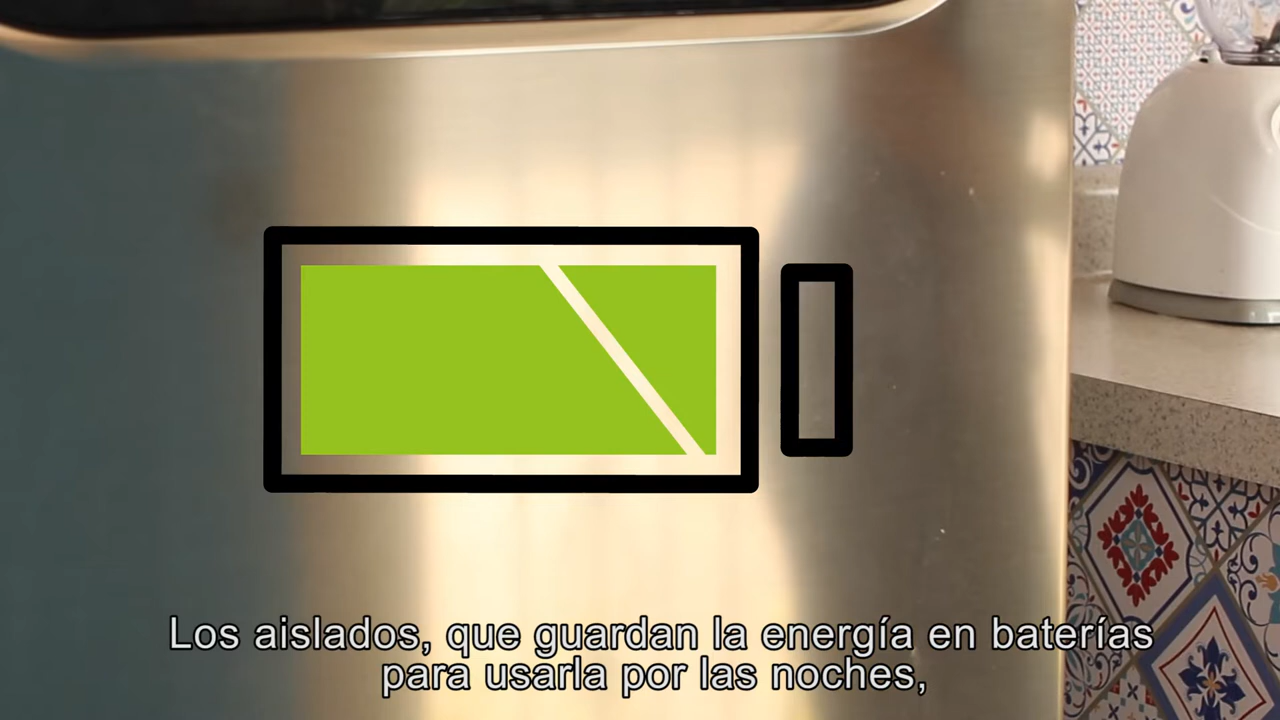 Los aislados, que guardan la energía en baterías
para usarla por las noches,